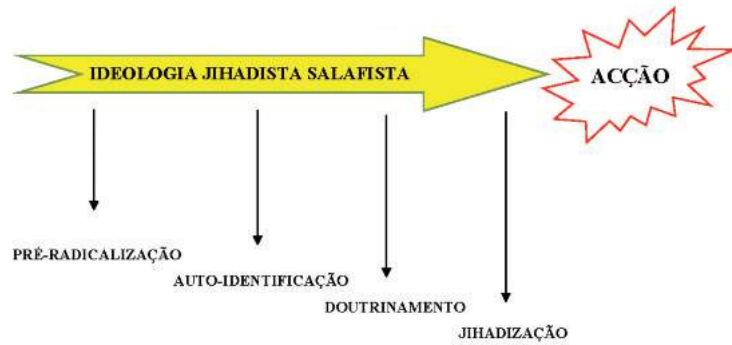 IDEOLOGIA JIHADISTA SALAFISTA
ACÇÃO
PRÉ-RADICALIZAÇÃO
AUTO-IDENTIFICAÇÃO
DOUTRINAMENTO
JIHADIZAÇÃO